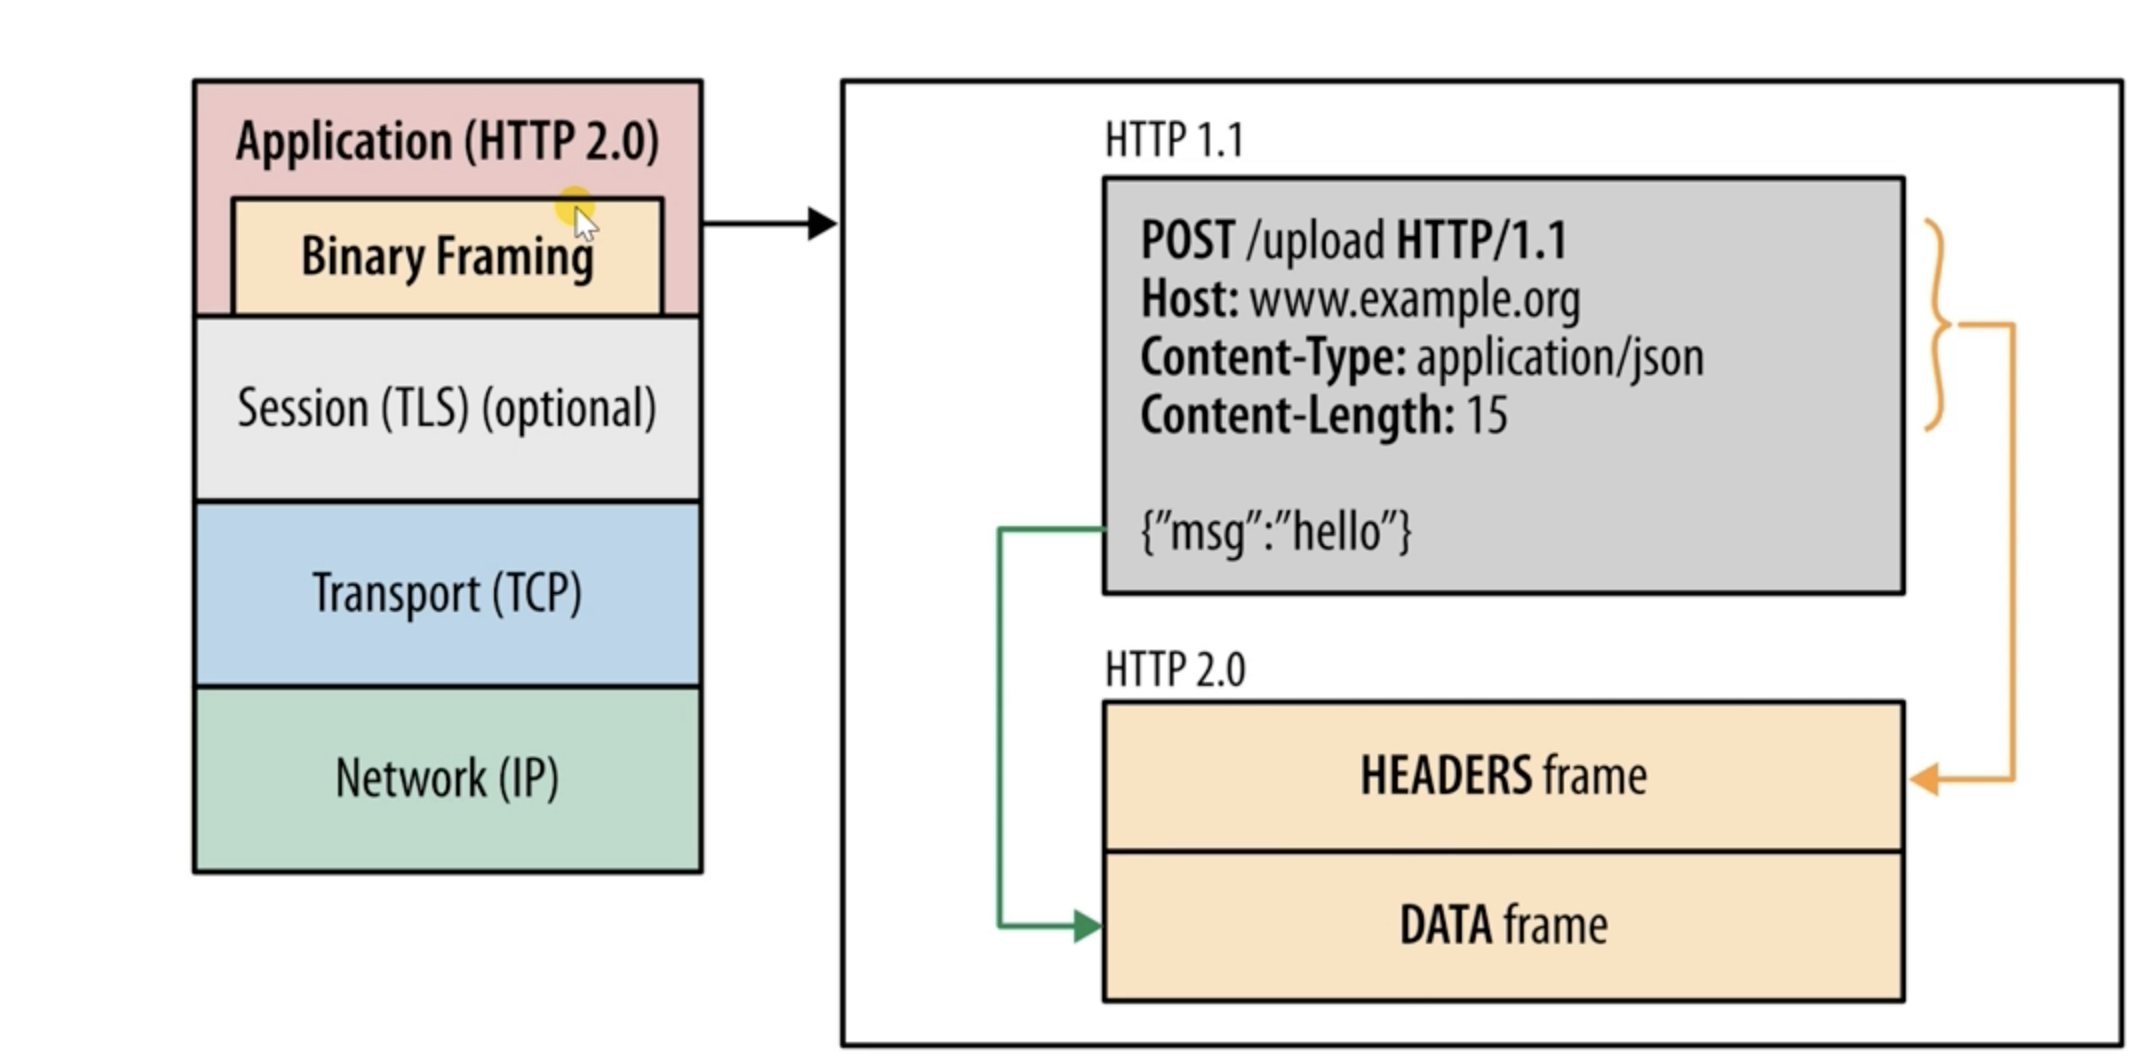 Application (HTTP 2.0)
Binary Framing
Session (TLS) (optional)
Transport (TCP)
Network (IP)
HTTP 1.1
POST /upload HTTP/1.1
Host: www.example.org
Content-Type: application/json
Content-Length: 15
{”msg”:”hello”}
HTTP 2.0
HEADERS frame
DATA frame